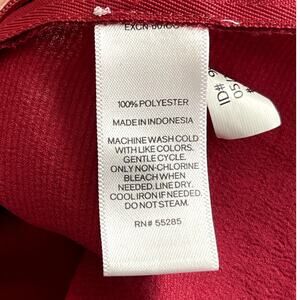 100% POLYESTER
MADE IN INDONESIA
MACHINE WASH COLD
WITH LIKE COLORS.
GENTLE CYCLE.
ONLY NON-CHLORINE
BLEACH WHEN
NEEDED. LINE DRY.
COOL IRON IF NEEDED.
DO NOT STEAM.
RN# 55285
ID#